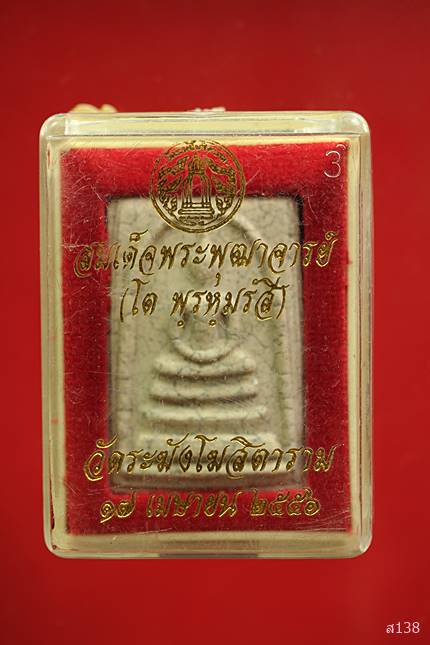 3
สมเด็จพระพุฒาจารย์
(โต พฺรหฺมรํสี)
วัดระฆังโฆสิตาราม
๑๗ เมษายน ๒๕๕๖
ส138